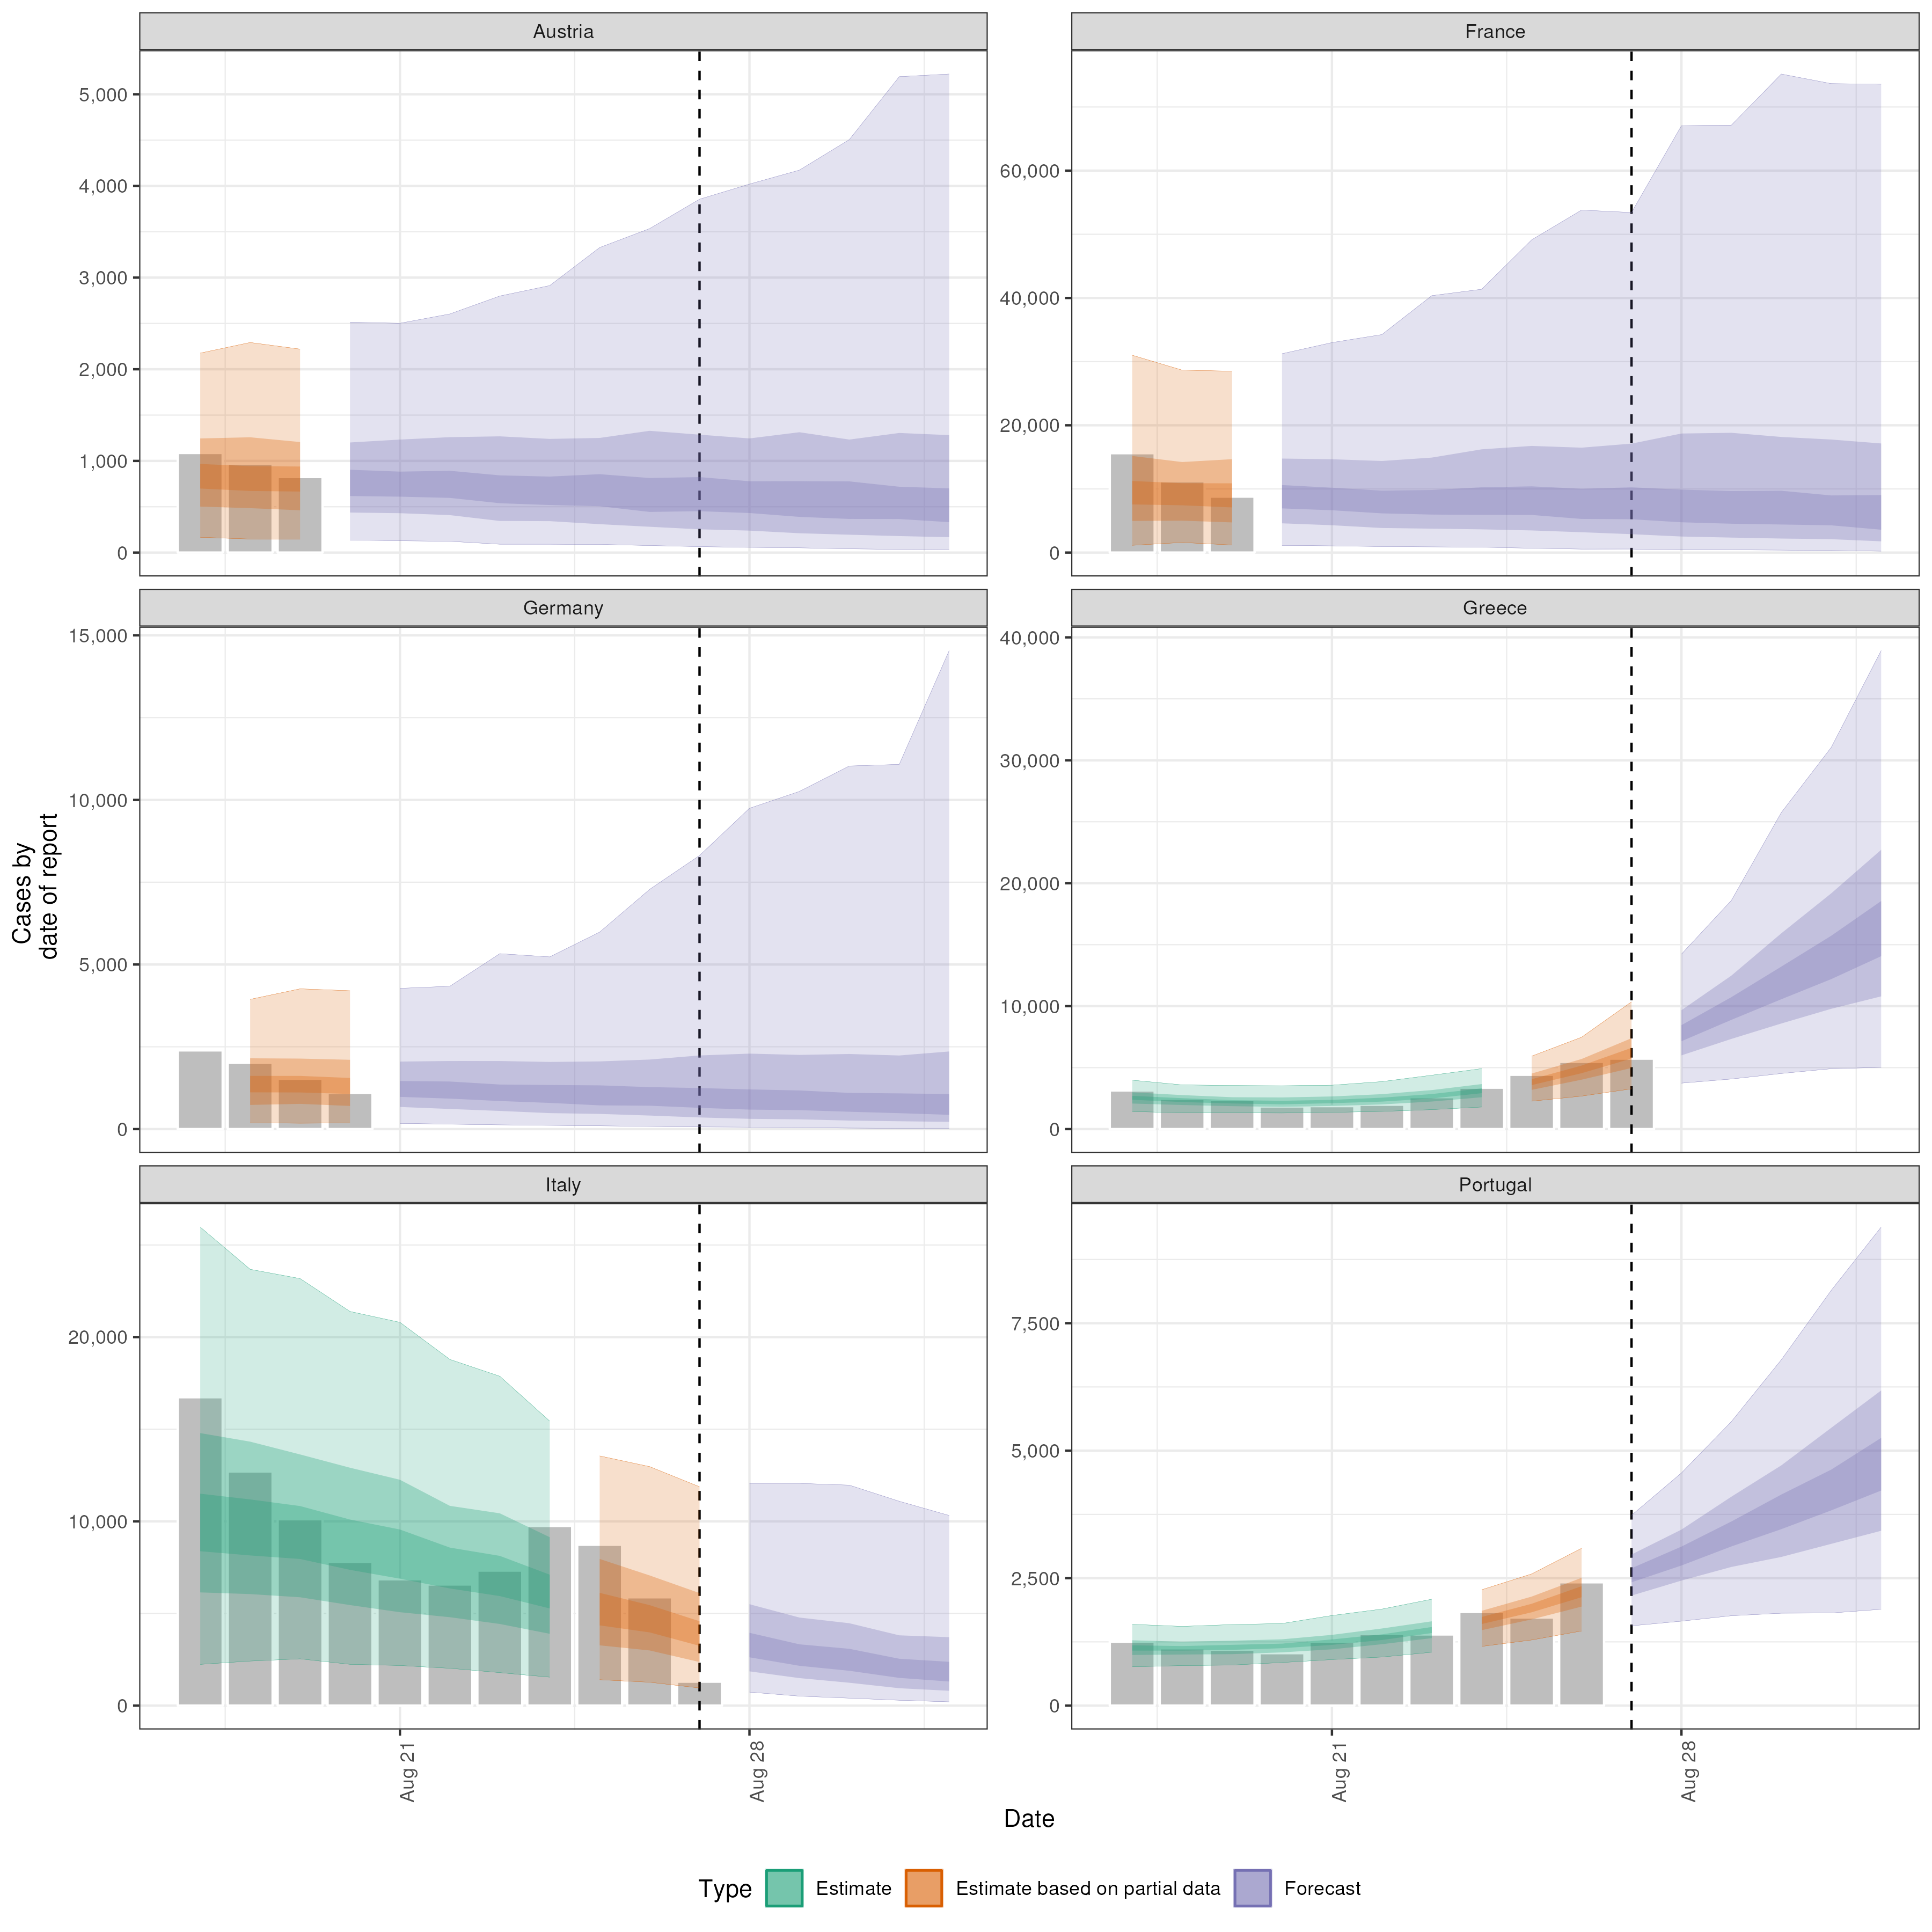 Austria
France
5,000
4,000
3,000
2,000
1,000
0
60,000
40,000
20,000
0
Germany
Greece
15,000
10,000
5,000
0
40,000
30,000
20,000
10,000
0
Italy
Portugal
20,000
10,000
0
7,500
5,000
2,500
0
Cases by
date of report
Aug 21
Aug 28
Aug 21
Aug 28
Date
Type
Estimate
Estimate based on partial data
Forecast